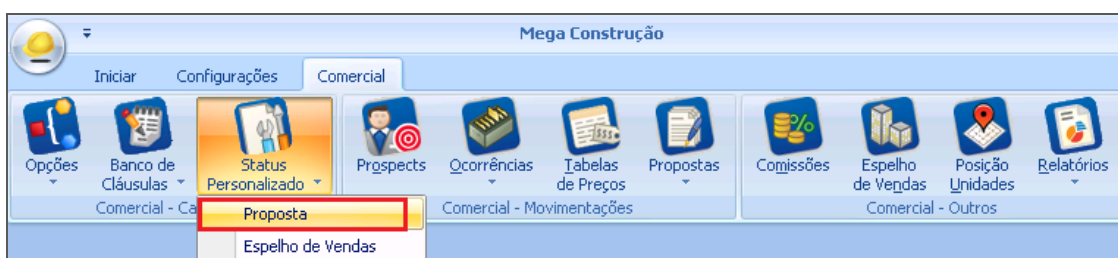 Mega Construção
Iniciar Configurações Comercial
Opções Banco de Cláusulas Status Personalizado Prospects Ocorrências Tabelas de Preços Propostas Comissões Espelho de Vendas Posição Unidades Relatórios
Comercial - Ca Comercial - Movimentações Comercial - Outros
Proposta
Espelho de Vendas